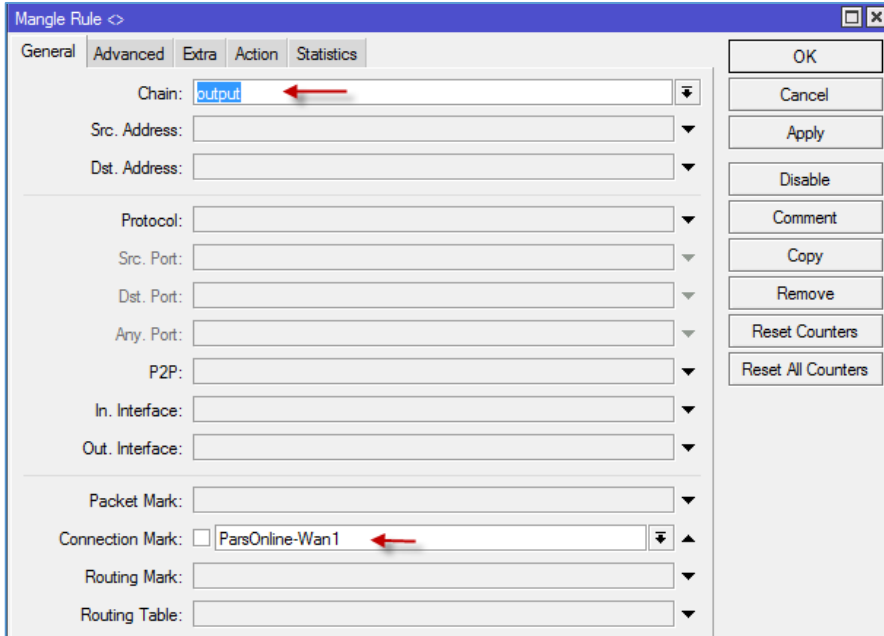 Mangle Rule <>
General Advanced Extra Action Statistics
Chain: output
Src. Address:
Dst. Address:
Protocol:
Src. Port:
Dst. Port:
Any. Port:
P2P:
In. Interface:
Out. Interface:
Packet Mark:
Connection Mark: ParsOnline-Wan1
Routing Mark:
Routing Table:
OK
Cancel
Apply
Disable
Comment
Copy
Remove
Reset Counters
Reset All Counters